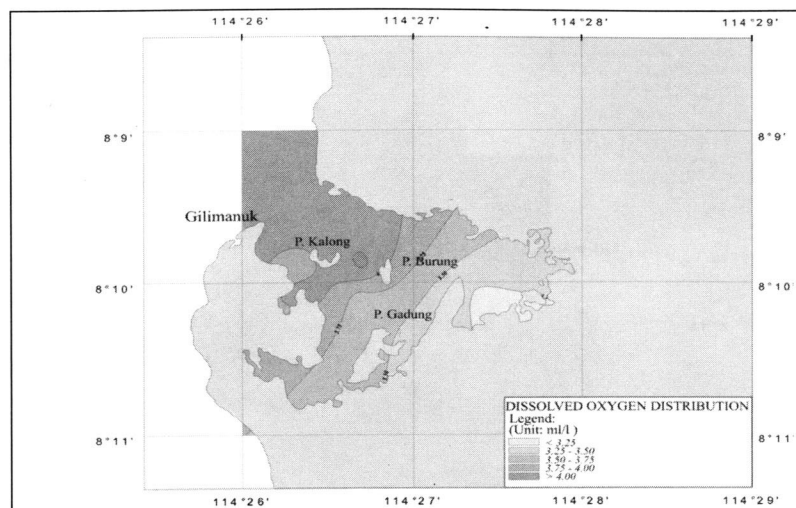 114°26' 114°27' 114°28' 114°29'
8°9' 8°9'
Gilimanuk
P. Kalong
P. Burung
8°10' 8°10'
P. Gadung
DISSOLVED OXYGEN DISTRIBUTION
Legend:
(Unit: ml/l )
< 3.25
3.25 - 3.50
3.50 - 3.75
3.75 - 4.00
> 4.00
8°11' 8°11'
114°26' 114°27' 114°28' 114°29'